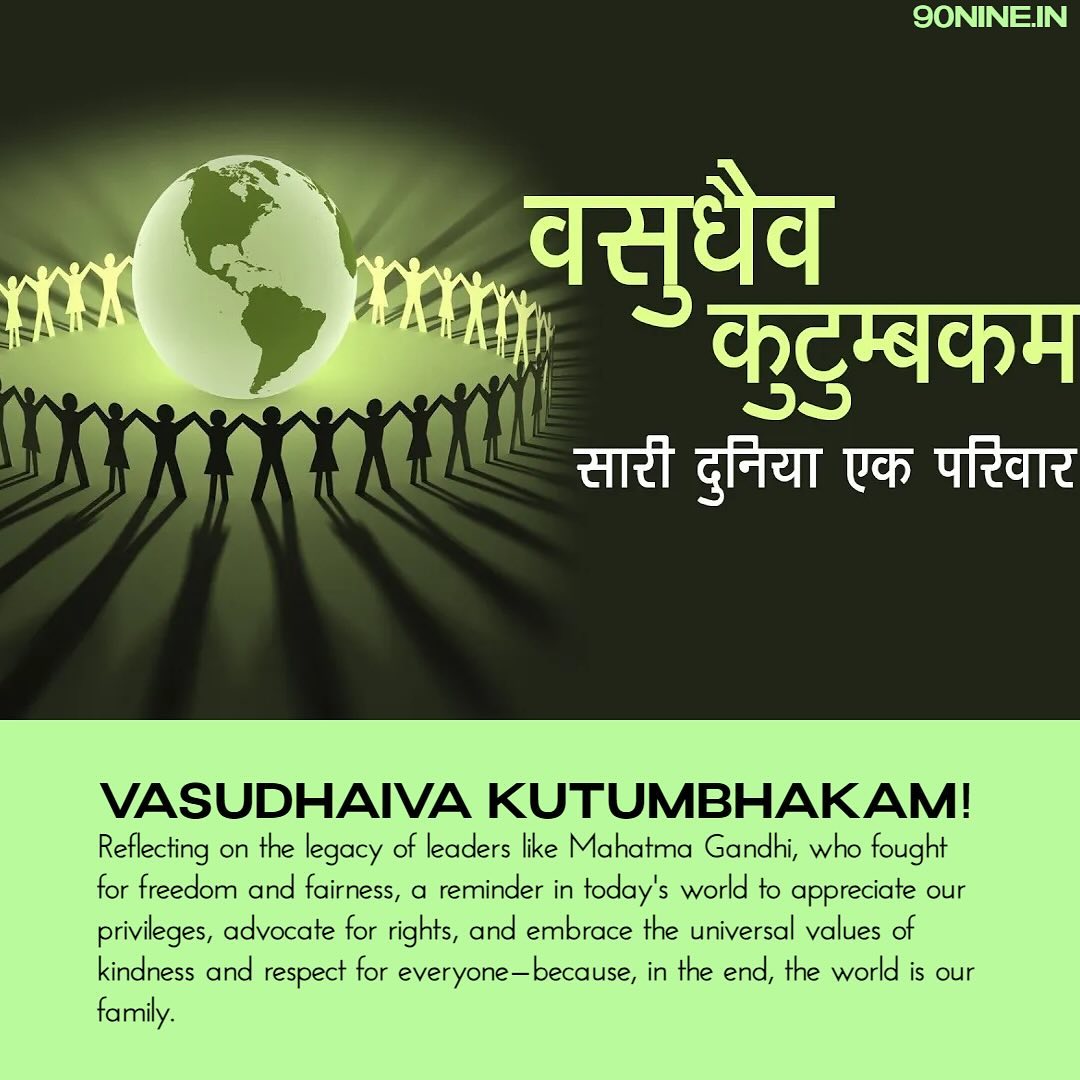 90NINE.IN
वसुधैव
कुटुम्बकम
सारी दुनिया एक परिवार
VASUDHAIVA KUTUMBHAKAM!
Reflecting on the legacy of leaders like Mahatma Gandhi, who fought
for freedom and fairness, a reminder in today's world to appreciate our
privileges, advocate for rights, and embrace the universal values of
kindness and respect for everyone—because, in the end, the world is our
family.